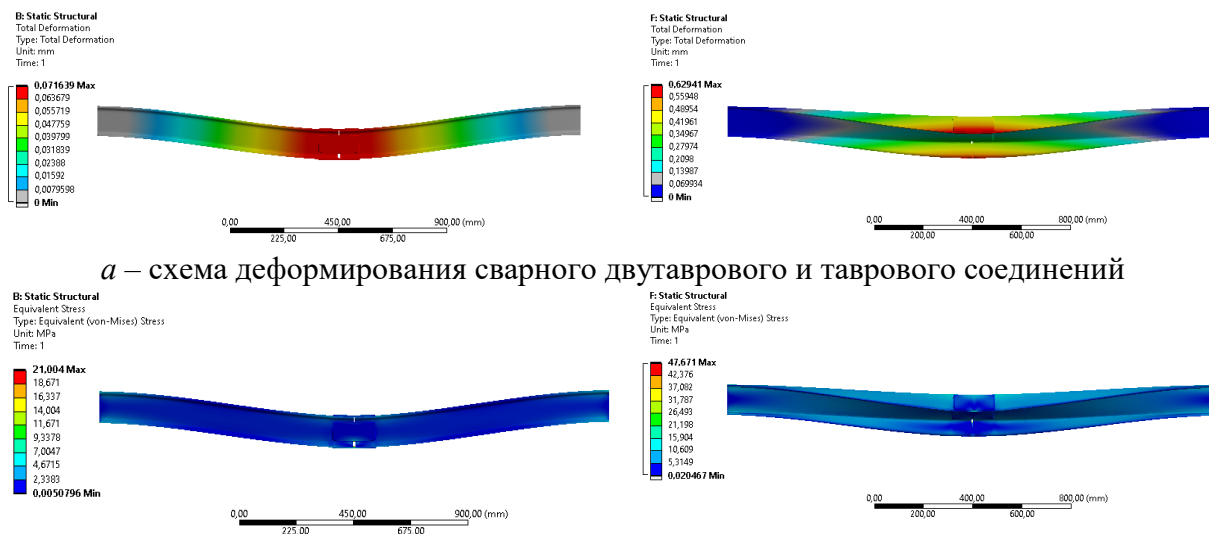 B: Static Structural
Total Deformation
Type: Total Deformation
Unit: mm
Time: 1
0,071639 Max
0,063679
0,055719
0,047759
0,039799
0,031839
0,02388
0,01592
0,0079598
0 Min
0,00 450,00 900,00 (mm)
225,00 675,00
F: Static Structural
Total Deformation
Type: Total Deformation
Unit: mm
Time: 1
0,62941 Max
0,55948
0,48954
0,41961
0,34967
0,27974
0,2098
0,13987
0,069934
0 Min
0,00 400,00 800,00 (mm)
200,00 600,00
а – схема деформирования сварного двутаврового и таврового соединений
B: Static Structural
Equivalent Stress
Type: Equivalent (von-Mises) Stress
Unit: MPa
Time: 1
21,004 Max
18,671
16,337
14,004
11,671
9,3378
7,0047
4,6715
2,3383
0,0050796 Min
0,00 450,00 900,00 (mm)
225,00 675,00
F: Static Structural
Equivalent Stress
Type: Equivalent (von-Mises) Stress
Unit: MPa
Time: 1
47,671 Max
42,376
37,082
31,787
26,493
21,198
15,904
10,609
5,3149
0,020467 Min
0,00 400,00 800,00 (mm)
200,00 600,00